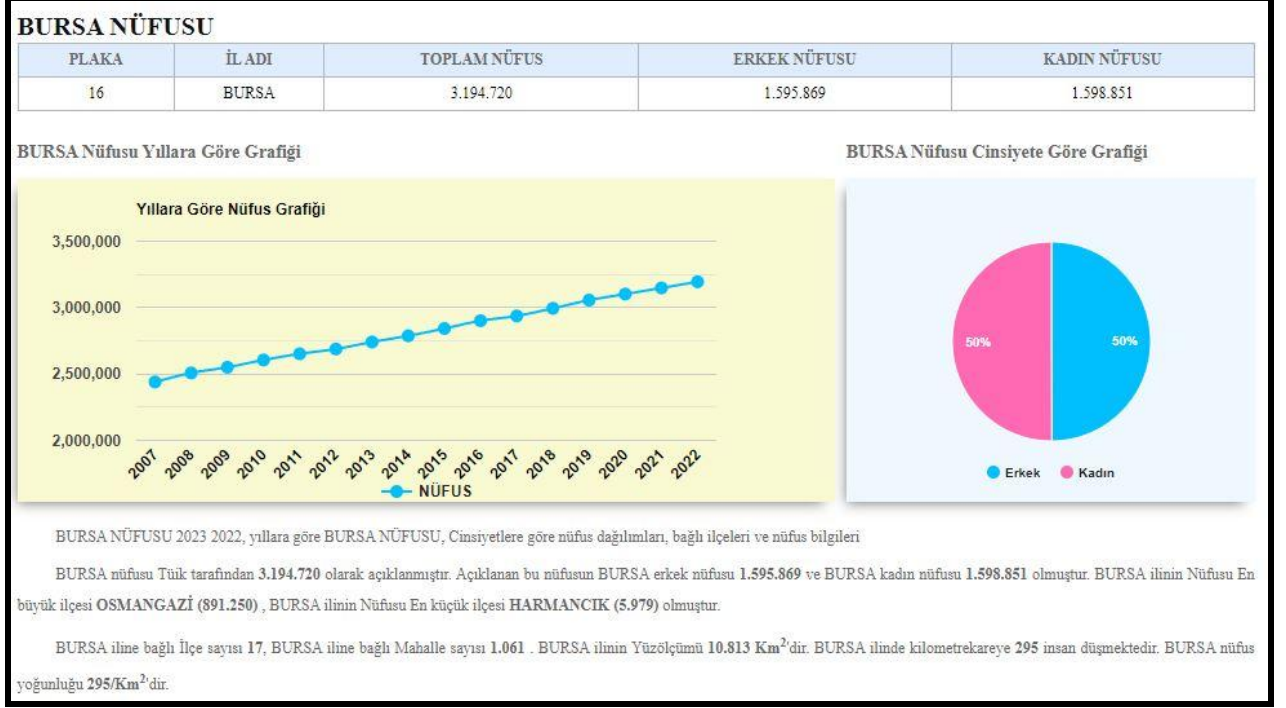 BURSA NÜFUSU
PLAKA İL ADI TOPLAM NÜFUS ERKEK NÜFUSU KADIN NÜFUSU
16 BURSA 3.194.720 1.595.869 1.598.851
BURSA Nüfusu Yıllara Göre Grafiği
BURSA Nüfusu Cinsiyete Göre Grafiği
Yıllara Göre Nüfus Grafiği
3,500,000
3,000,000
2,500,000
2,000,000
2007 2008 2009 2010 2011 2012 2013 2014 2015 2016 2017 2018 2019 2020 2021 2022
NÜFUS
50% 50%
Erkek Kadın
BURSA NÜFUSU 2023 2022, yıllara göre BURSA NÜFUSU, Cinsiyetlere göre nüfus dağılımları, bağlı ilçeleri ve nüfus bilgileri
BURSA nüfusu Tüik tarafından 3.194.720 olarak açıklanmıştır. Açıklanan bu nüfusun BURSA erkek nüfusu 1.595.869 ve BURSA kadın nüfusu 1.598.851 olmuştur. BURSA ilinin Nüfusu En
büyük ilçesi OSMANGAZİ (891.250) , BURSA ilinin Nüfusu En küçük ilçesi HARMANCIK (5.979) olmuştur.
BURSA iline bağlı İlçe sayısı 17, BURSA iline bağlı Mahalle sayısı 1.061 . BURSA ilinin Yüzölçümü 10.813 Km²'dir. BURSA ilinde kilometrekareye 295 insan düşmektedir. BURSA nüfus
yoğunluğu 295/Km²'dir.